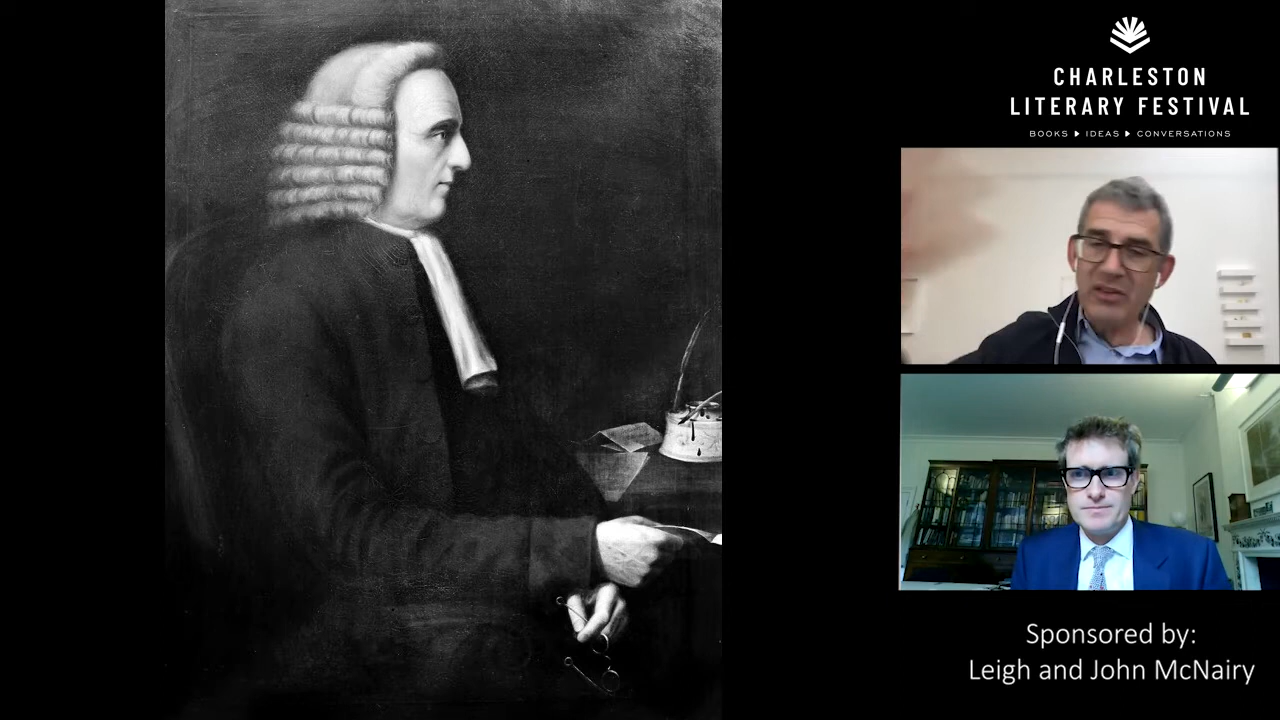 CHARLESTON
LITERARY FESTIVAL
BOOKS ▶ IDEAS ▶ CONVERSATIONS
Sponsored by:
Leigh and John McNairy